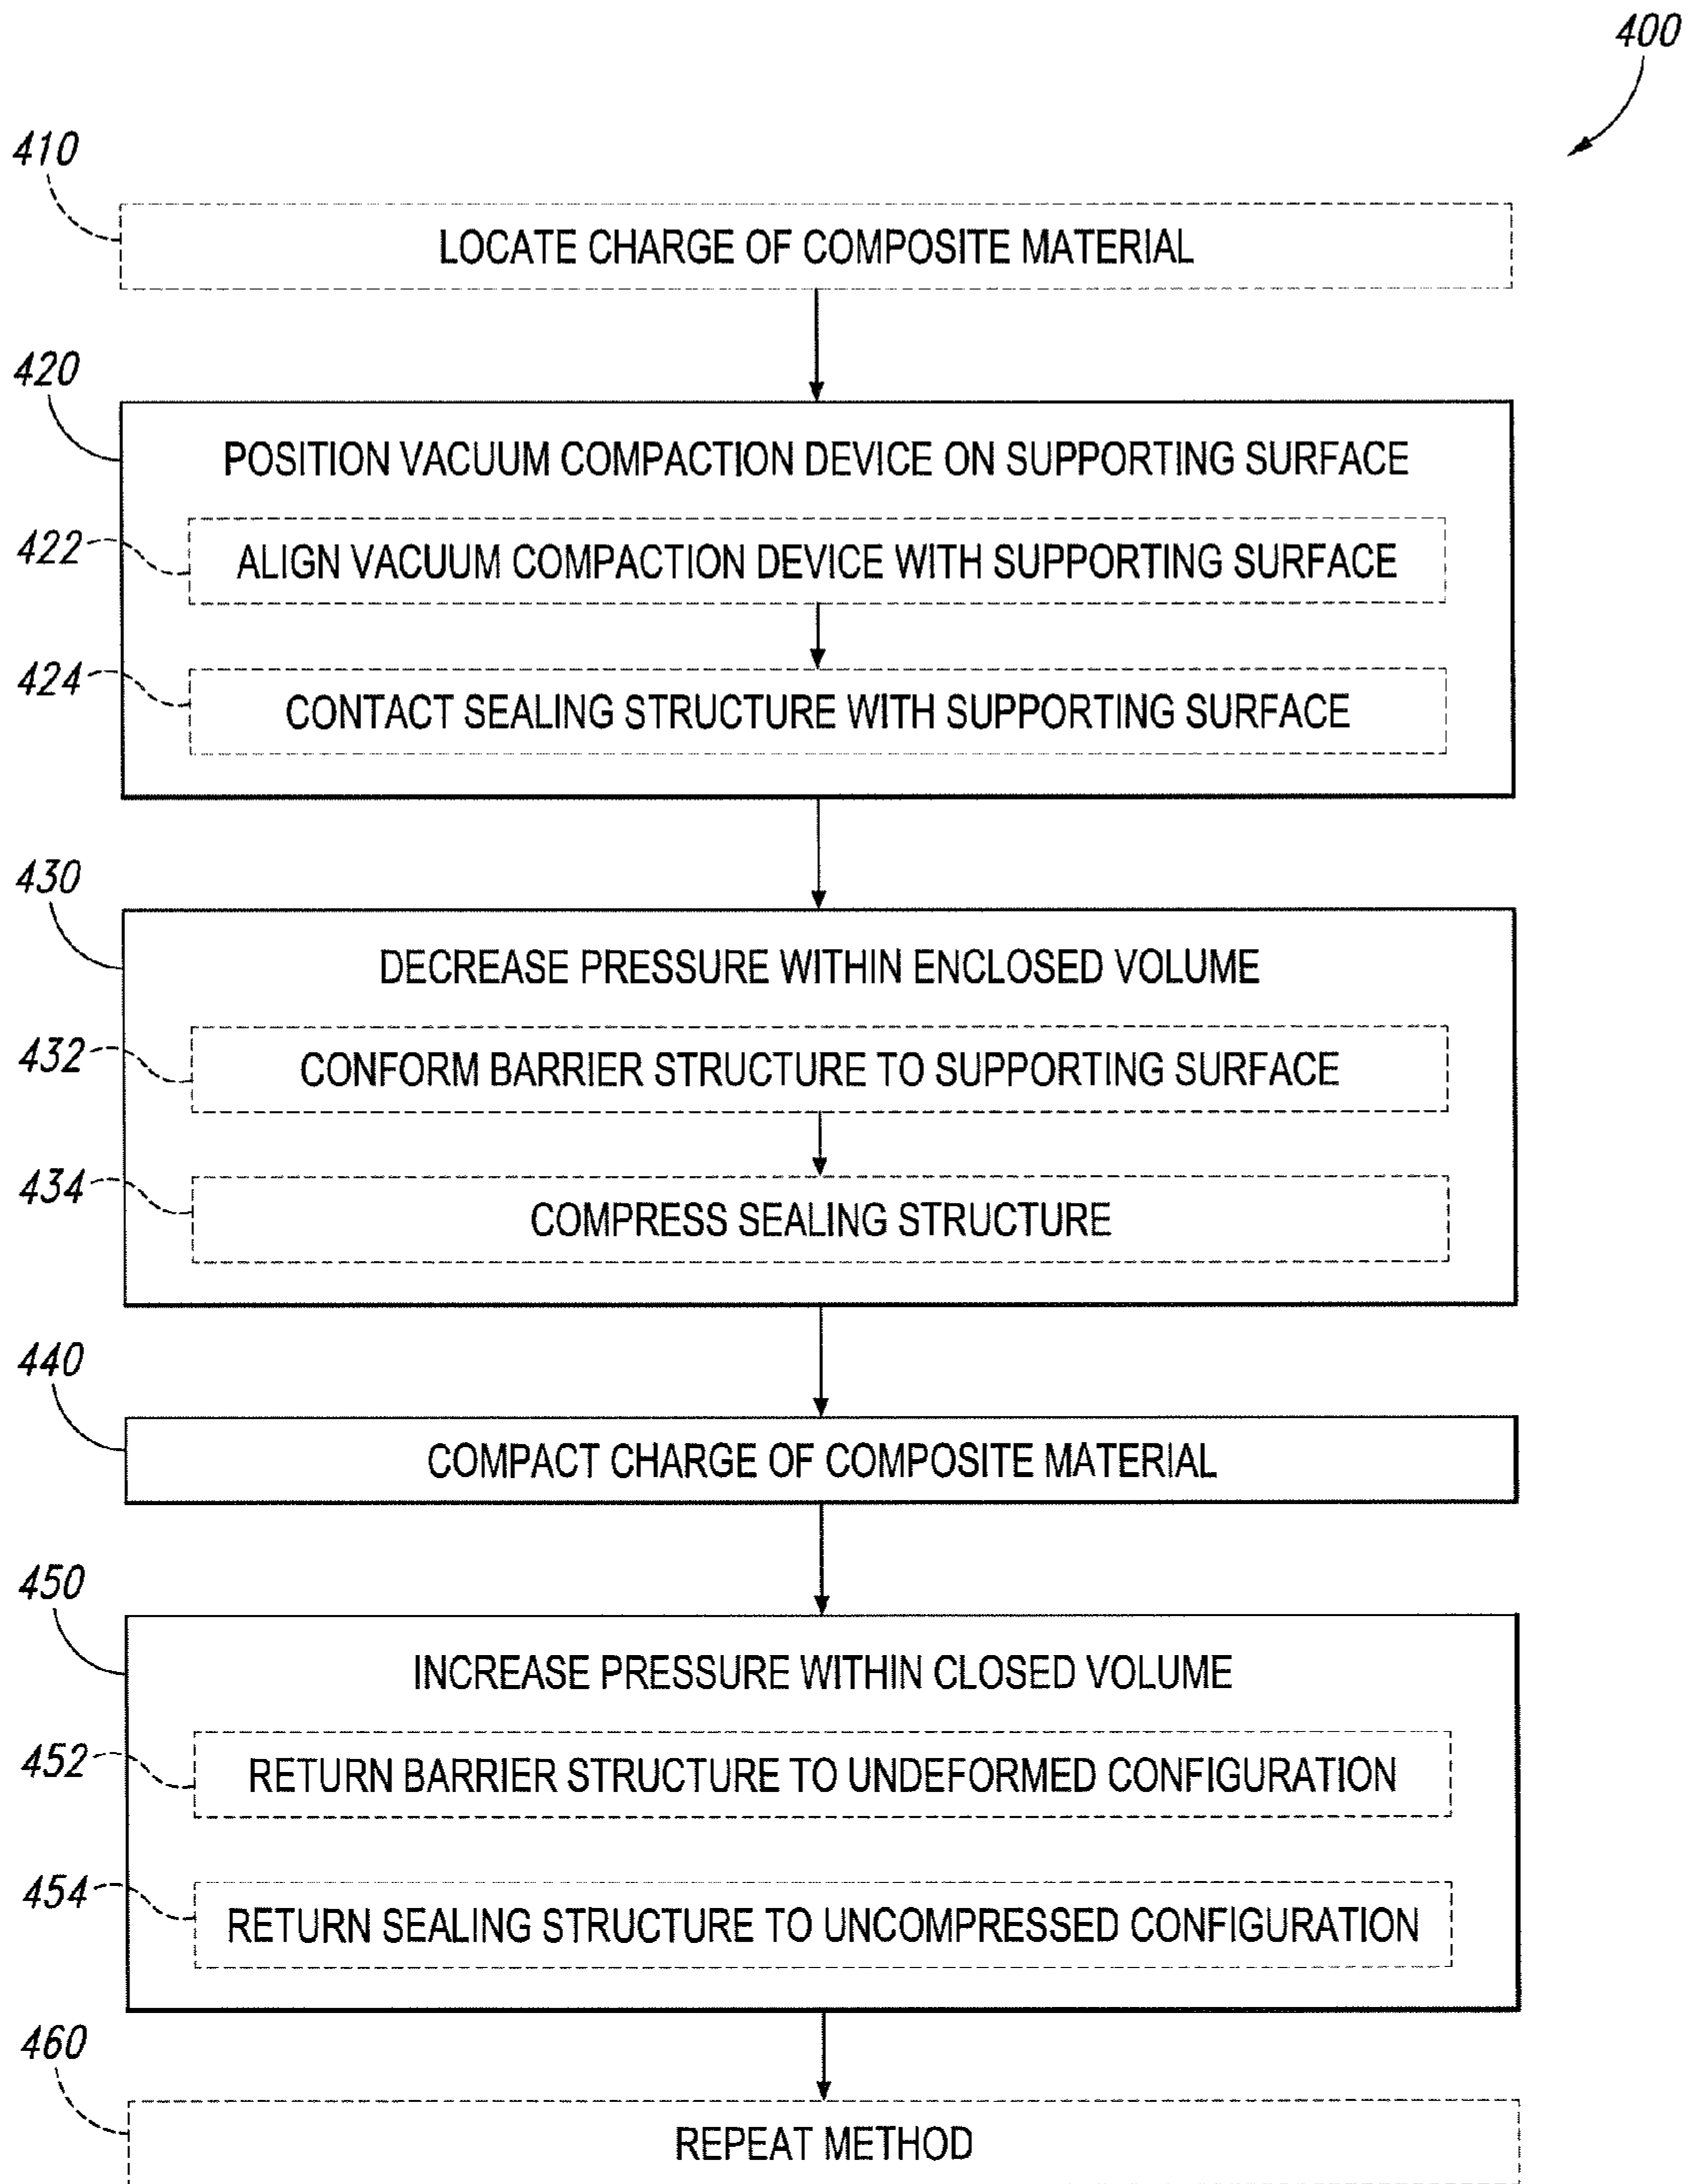 400
410
LOCATE CHARGE OF COMPOSITE MATERIAL
420
POSITION VACUUM COMPACTION DEVICE ON SUPPORTING SURFACE
422
ALIGN VACUUM COMPACTION DEVICE WITH SUPPORTING SURFACE
424
CONTACT SEALING STRUCTURE WITH SUPPORTING SURFACE
430
DECREASE PRESSURE WITHIN ENCLOSED VOLUME
432
CONFORM BARRIER STRUCTURE TO SUPPORTING SURFACE
434
COMPRESS SEALING STRUCTURE
440
COMPACT CHARGE OF COMPOSITE MATERIAL
450
INCREASE PRESSURE WITHIN CLOSED VOLUME
452
RETURN BARRIER STRUCTURE TO UNDEFORMED CONFIGURATION
454
RETURN SEALING STRUCTURE TO UNCOMPRESSED CONFIGURATION
460
REPEAT METHOD